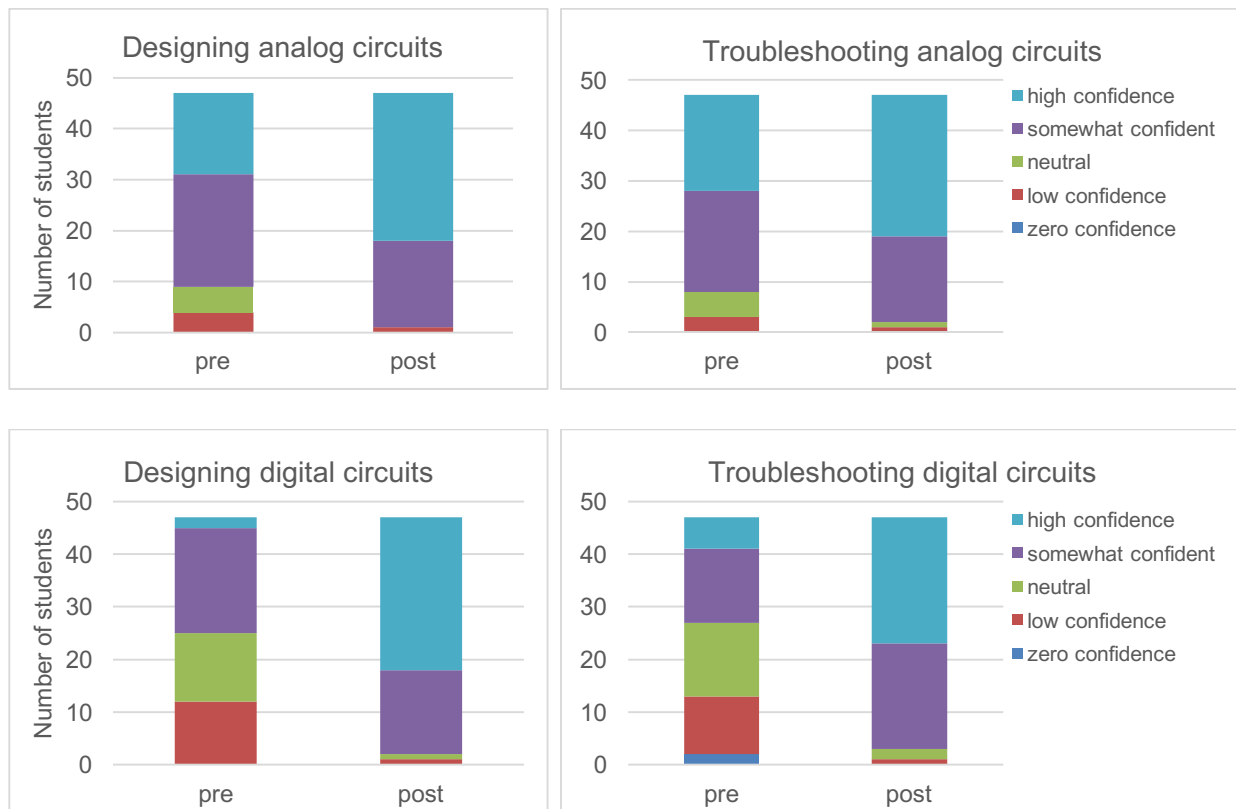 Designing analog circuits
50
40
30
20
10
0
Number of students
pre
post
Troubleshooting analog circuits
50
40
30
20
10
0
pre
post
high confidence
somewhat confident
neutral
low confidence
zero confidence
Designing digital circuits
50
40
30
20
10
0
Number of students
pre
post
Troubleshooting digital circuits
50
40
30
20
10
0
pre
post
high confidence
somewhat confident
neutral
low confidence
zero confidence